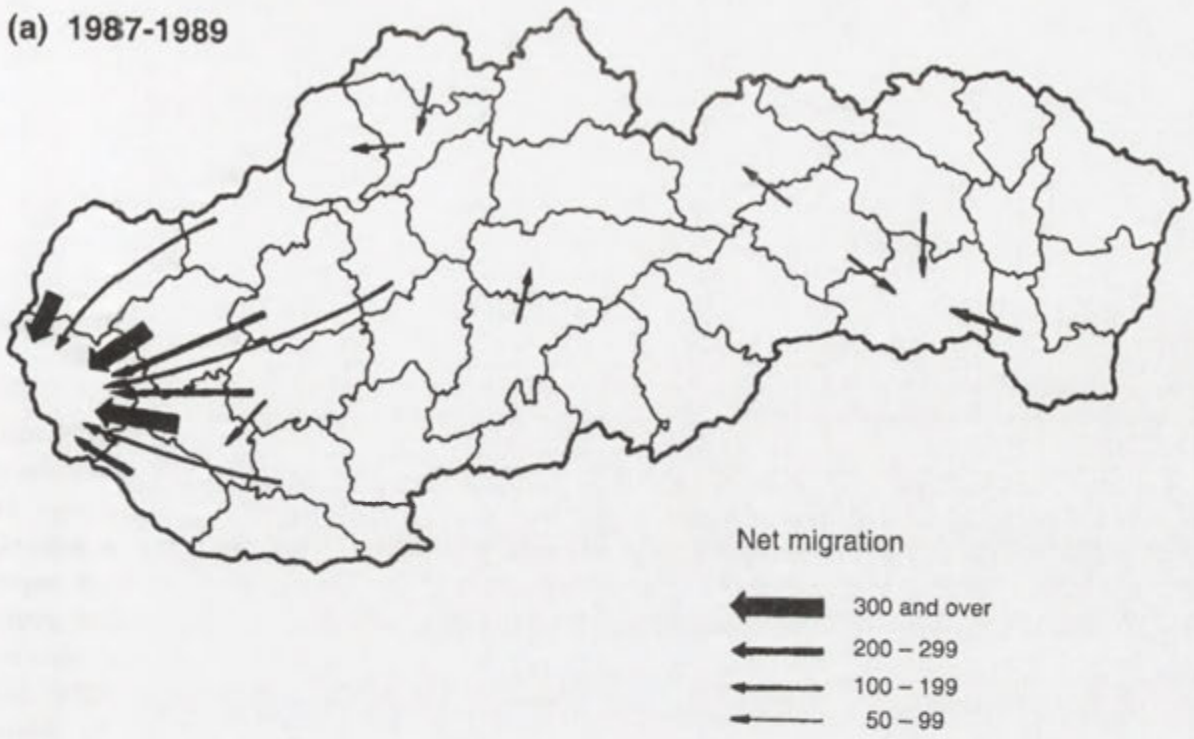 (a) 1987-1989
Net migration
300 and over
200 – 299
100 – 199
50 – 99